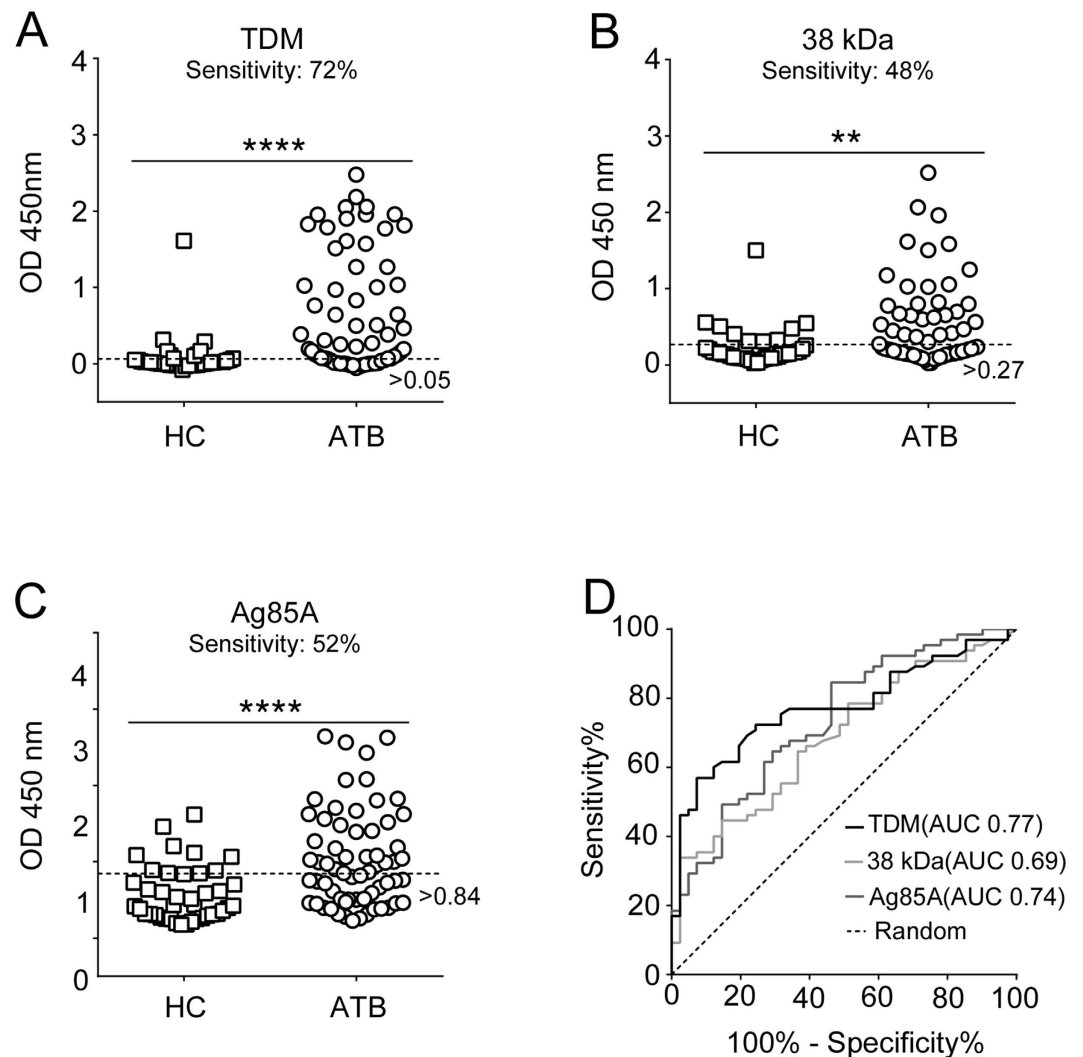 A
TDM
Sensitivity: 72%
4
3
2
1
0
OD 450nm
****
>0.05
HC
ATB
B
38 kDa
Sensitivity: 48%
4
3
2
1
0
OD 450 nm
**
>0.27
HC
ATB
C
Ag85A
Sensitivity: 52%
4
3
2
1
0
OD 450 nm
****
>0.84
HC
ATB
D
100
80
60
40
20
0
Sensitivity%
TDM(AUC 0.77)
38 kDa(AUC 0.69)
Ag85A(AUC 0.74)
Random
0 20 40 60 80 100
100% - Specificity%